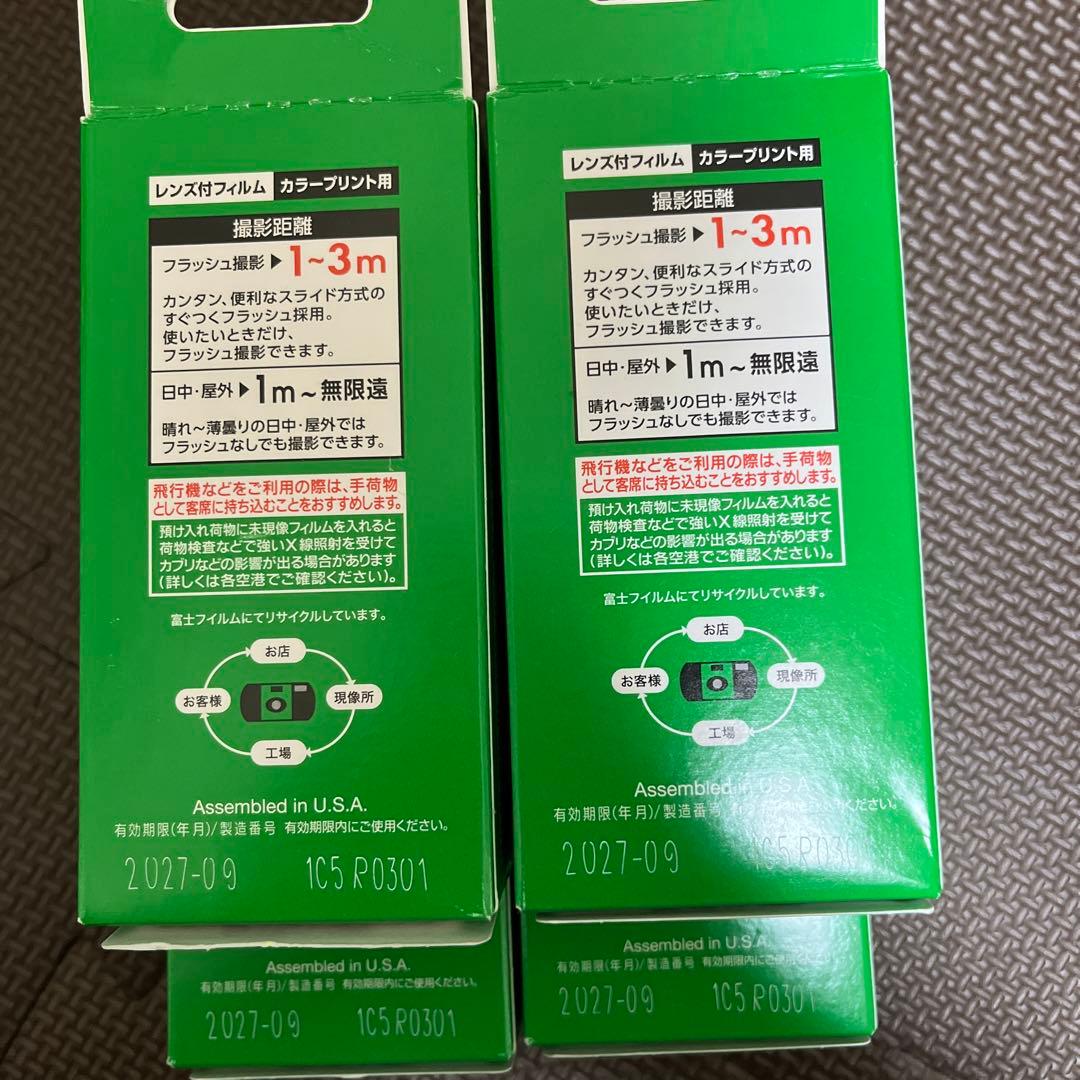 レンズ付フィルム カラープリント用
撮影距離
フラッシュ撮影▶1~3m
カンタン、便利なスライド方式の
すぐつくフラッシュ採用。
使いたいときだけ、
フラッシュ撮影できます。
日中・屋外▶1m~無限遠
晴れ~薄曇りの日中・屋外では
フラッシュなしでも撮影できます。
飛行機などをご利用の際は、手荷物
として客席に持ち込むことをおすすめします。
預け入れ荷物に未現像フィルムを入れると
荷物検査などで強いX線照射を受けて
カブリなどの影響が出る場合があります
(詳しくは各空港でご確認ください)。
富士フイルムにてリサイクルしています。
お店
お客様
現像所
工場
Assembled in U.S.A.
有効期限(年月)/製造番号 有効期限内にご使用ください。
2027-09 1C5 R0301
レンズ付フィルム カラープリント用
撮影距離
フラッシュ撮影▶1~3m
カンタン、便利なスライド方式の
すぐつくフラッシュ採用。
使いたいときだけ、
フラッシュ撮影できます。
日中・屋外▶1m~無限遠
晴れ~薄曇りの日中・屋外では
フラッシュなしでも撮影できます。
飛行機などをご利用の際は、手荷物
として客席に持ち込むことをおすすめします。
預け入れ荷物に未現像フィルムを入れると
荷物検査などで強いX線照射を受けて
カブリなどの影響が出る場合があります
(詳しくは各空港でご確認ください)。
富士フイルムにてリサイクルしています。
お店
お客様
現像所
工場
Assembled in U.S.A.
有効期限(年月)/製造番号 有効期限内にご使用ください。
2027-09 1C5 R0301
Assembled in U.S.A.
有効期限(年月)/製造番号 有効期限内にご使用ください。
2027-09 1C5 R0301
Assembled in U.S.A.
有効期限(年月)/製造番号 有効期限内にご使用ください。
2027-09 1C5 R0301